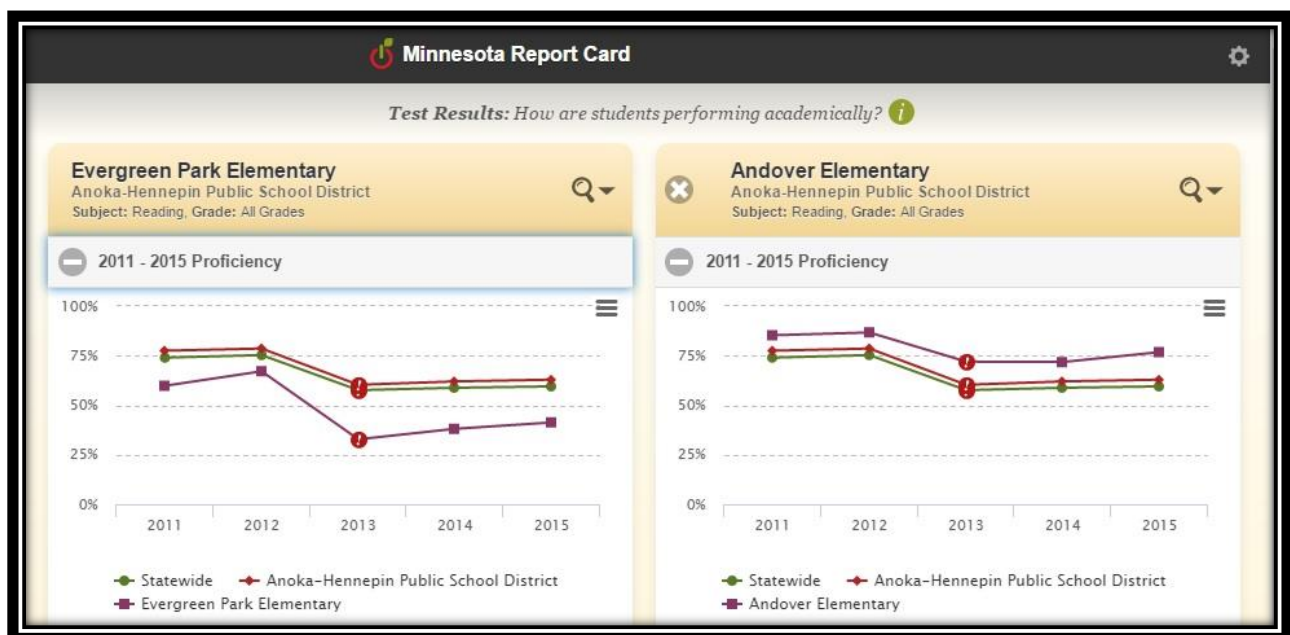 Minnesota Report Card
Test Results: How are students performing academically? i
Evergreen Park Elementary
Anoka-Hennepin Public School District
Subject: Reading, Grade: All Grades
2011 - 2015 Proficiency
100%
75%
50%
25%
0%
2011 2012 2013 2014 2015
! ! !
Statewide Anoka-Hennepin Public School District
Evergreen Park Elementary
Andover Elementary
Anoka-Hennepin Public School District
Subject: Reading, Grade: All Grades
2011 - 2015 Proficiency
100%
75%
50%
25%
0%
2011 2012 2013 2014 2015
! ! !
Statewide Anoka-Hennepin Public School District
Andover Elementary